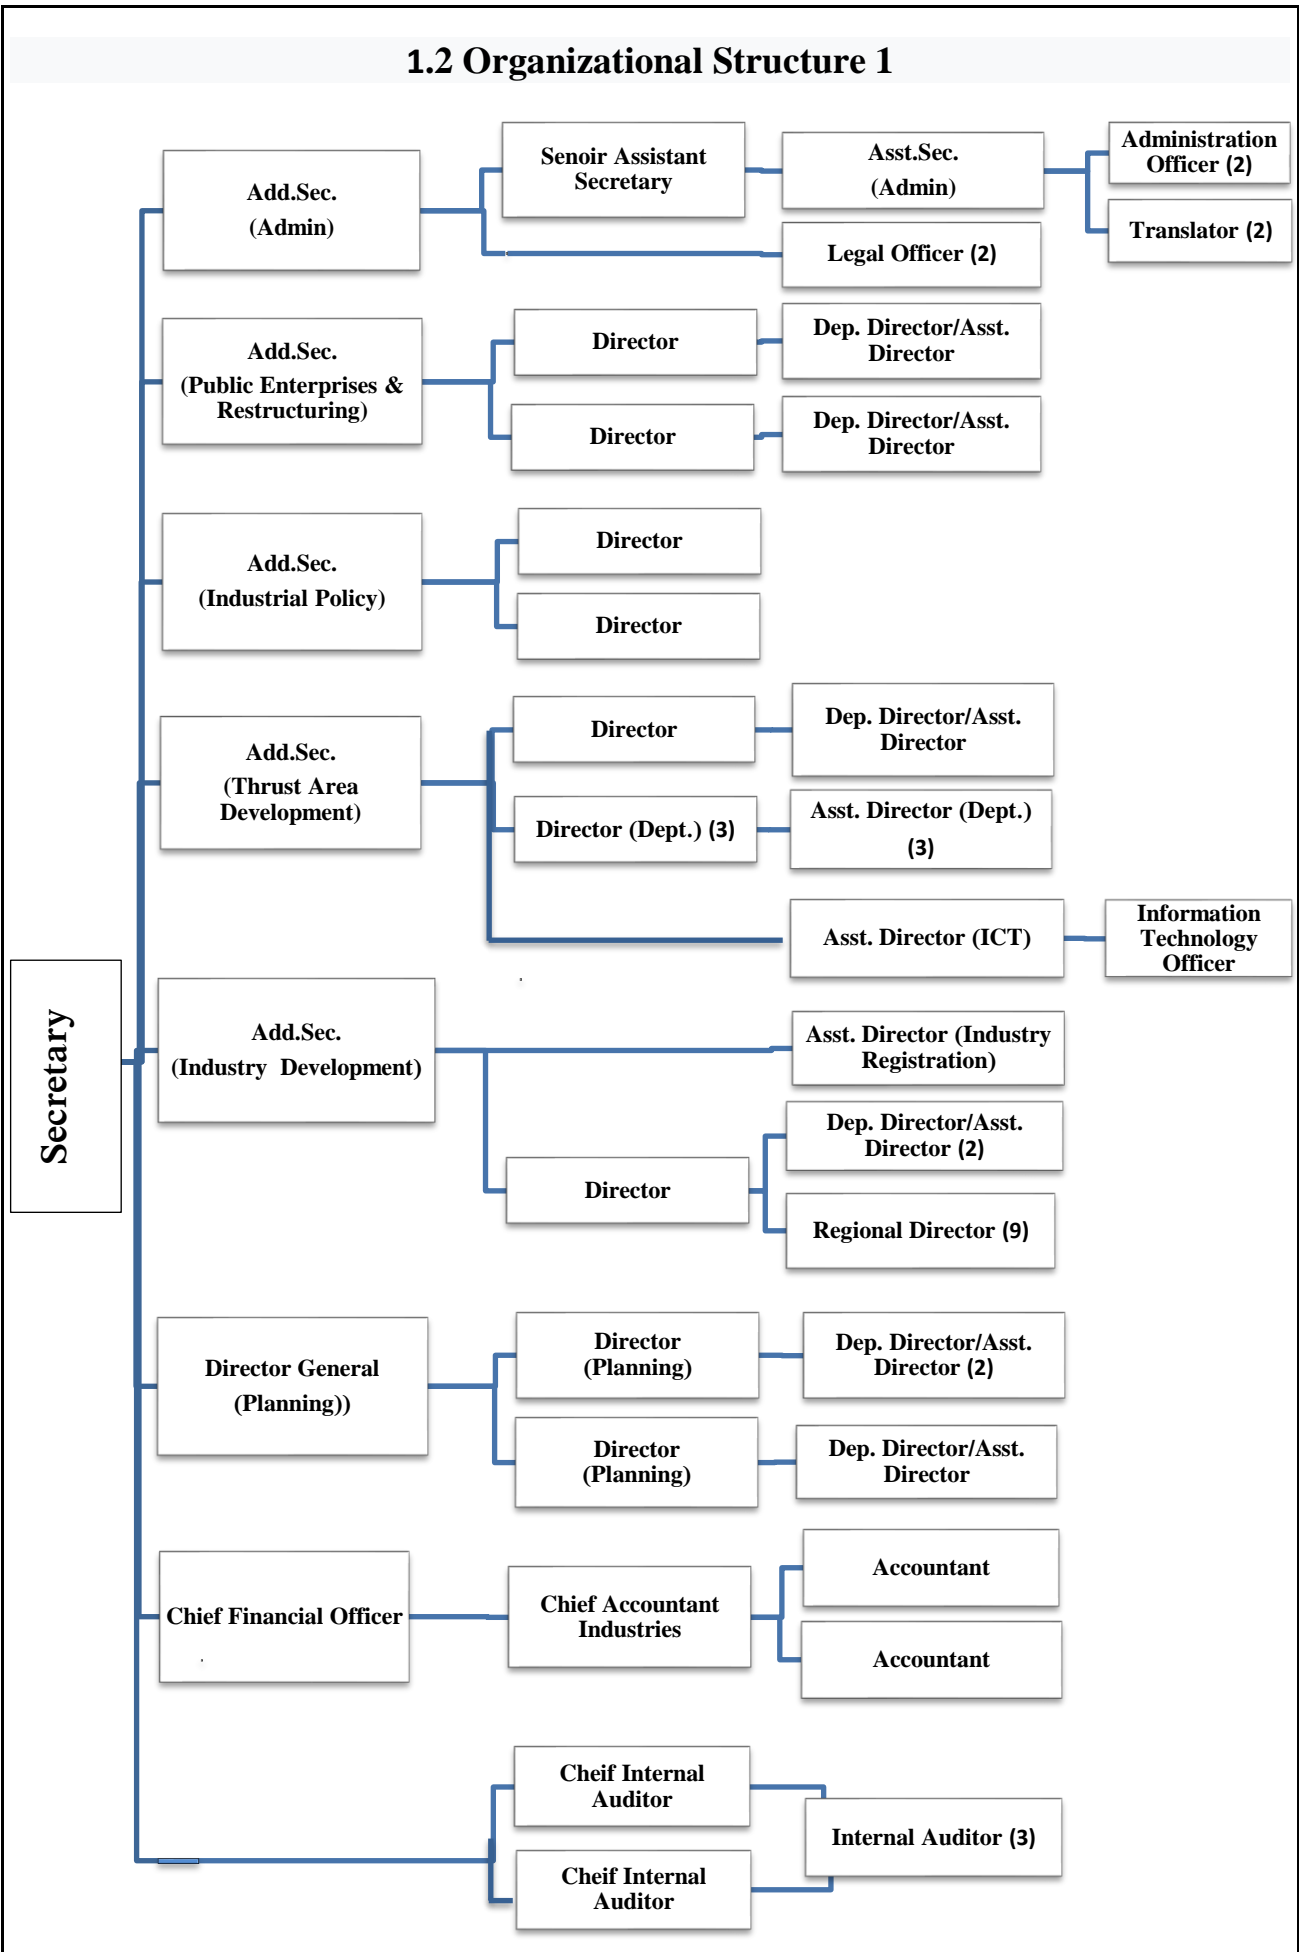 1.2 Organizational Structure 1
Secretary
Add.Sec.
(Admin)
Senoir Assistant
Secretary
Asst.Sec.
(Admin)
Administration
Officer (2)
Translator (2)
Legal Officer (2)
Add.Sec.
(Public Enterprises &
Restructuring)
Director
Dep. Director/Asst.
Director
Director
Dep. Director/Asst.
Director
Add.Sec.
(Industrial Policy)
Director
Director
Add.Sec.
(Thrust Area
Development)
Director
Dep. Director/Asst.
Director
Director (Dept.) (3)
Asst. Director (Dept.)
(3)
Asst. Director (ICT)
Information
Technology
Officer
Add.Sec.
(Industry Development)
Asst. Director (Industry
Registration)
Director
Dep. Director/Asst.
Director (2)
Regional Director (9)
Director General
(Planning))
Director
(Planning)
Dep. Director/Asst.
Director (2)
Director
(Planning)
Dep. Director/Asst.
Director
Chief Financial Officer
Chief Accountant
Industries
Accountant
Accountant
Cheif Internal
Auditor
Cheif Internal
Auditor
Internal Auditor (3)